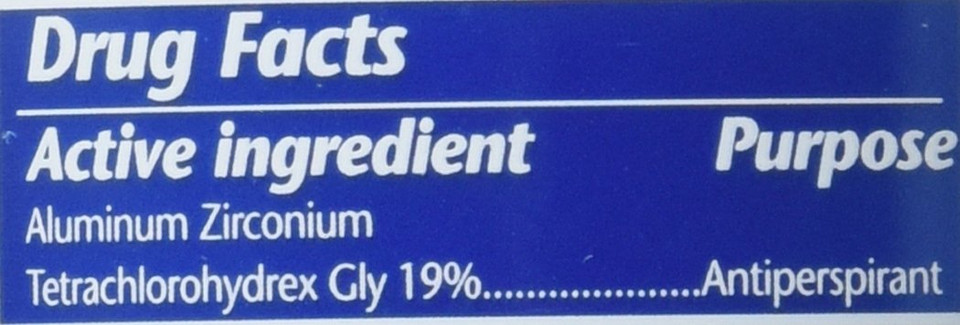 Drug Facts
Active ingredient Purpose
Aluminum Zirconium
Tetrachlorohydrex Gly 19%....................Antiperspirant